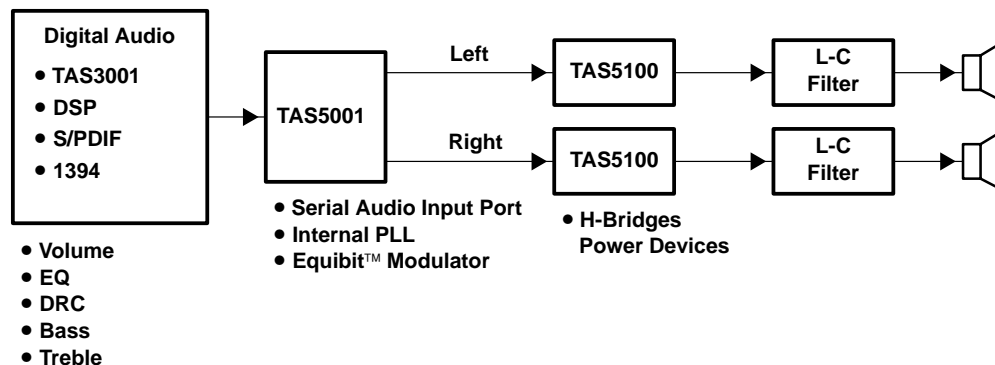 Digital Audio
• TAS3001
• DSP
• S/PDIF
• 1394
• Volume
• EQ
• DRC
• Bass
• Treble
TAS5001
• Serial Audio Input Port
• Internal PLL
• Equibit™ Modulator
Left
Right
TAS5100
TAS5100
• H-Bridges
Power Devices
L-C
Filter
L-C
Filter